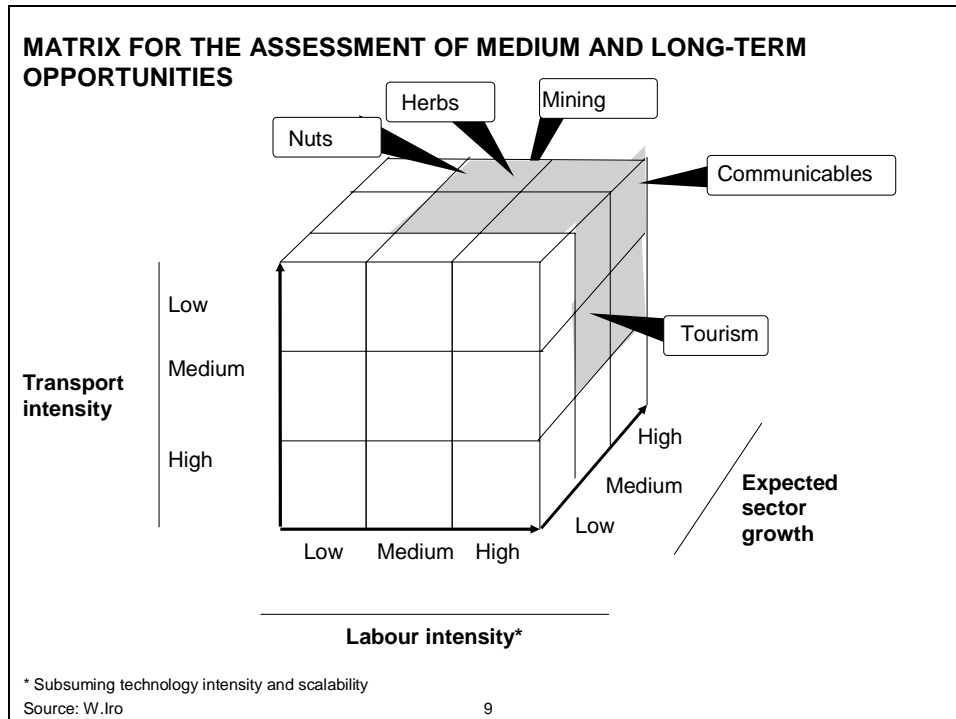 MATRIX FOR THE ASSESSMENT OF MEDIUM AND LONG-TERM
OPPORTUNITIES
Herbs
Mining
Nuts
Communicables
Low
Tourism
Medium
Transport
intensity
High
High
Medium
Low
Expected
sector
growth
Low Medium High
Labour intensity*
* Subsuming technology intensity and scalability
Source: W.Iro 9